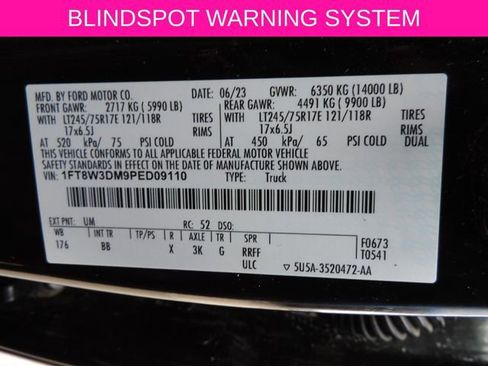 BLINDSPOT WARNING SYSTEM
MFD. BY FORD MOTOR CO. DATE: 06/23 GVWR: 6350 KG (14000 LB)
FRONT GAWR: 2717 KG (5990 LB) REAR GAWR: 4491 KG (9900 LB)
WITH LT245/75R17E 121/118R TIRES WITH LT245/75R17E 121/118R TIRES
17x6.5J RIMS 17x6.5J RIMS
AT 520 kPa/ 75 PSI COLD AT 450 kPa/ 65 PSI COLD DUAL
THIS VEHICLE CONFORMS TO ALL APPLICABLE FEDERAL MOTOR VEHICLE
SAFETY STANDARDS IN EFFECT ON THE DATE OF MANUFACTURE SHOWN ABOVE.
VIN: 1FT8W3DM9PED09110 TYPE: Truck
EXT PNT: UM RC: 52 DSO:
WB INT TR TP/PS R AXLE TR SPR F0673
176 BB X 3K G RRFF T0541
ULC 5U5A-3520472-AA